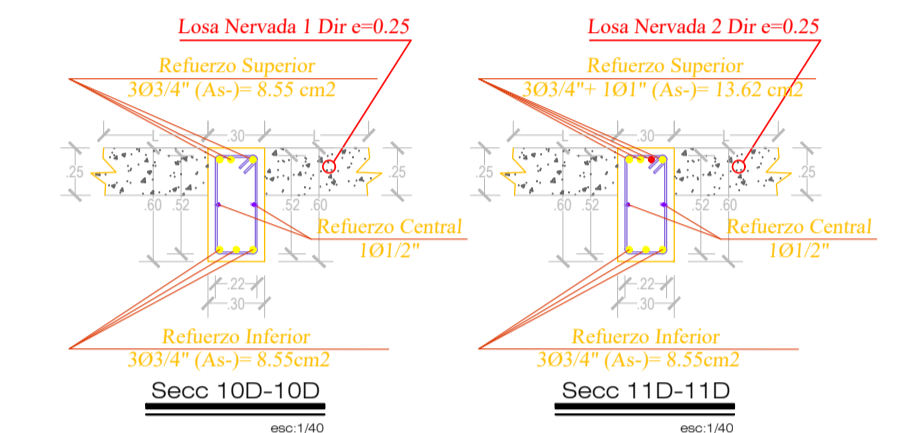 Losa Nervada 1 Dir e=0.25
Refuerzo Superior
3Ø3/4" (As-)= 8.55 cm2
L .30 L
.25 .25
.60 .52 .52 .60
Refuerzo Central
1Ø1/2"
.22
.30
Refuerzo Inferior
3Ø3/4" (As-)= 8.55cm2
Secc 10D-10D
esc:1/40
Losa Nervada 2 Dir e=0.25
Refuerzo Superior
3Ø3/4"+ 1Ø1" (As-)= 13.62 cm2
L .30 L
.25 .25
.60 .52 .52 .60
Refuerzo Central
1Ø1/2"
.22
.30
Refuerzo Inferior
3Ø3/4" (As-)= 8.55cm2
Secc 11D-11D
esc:1/40